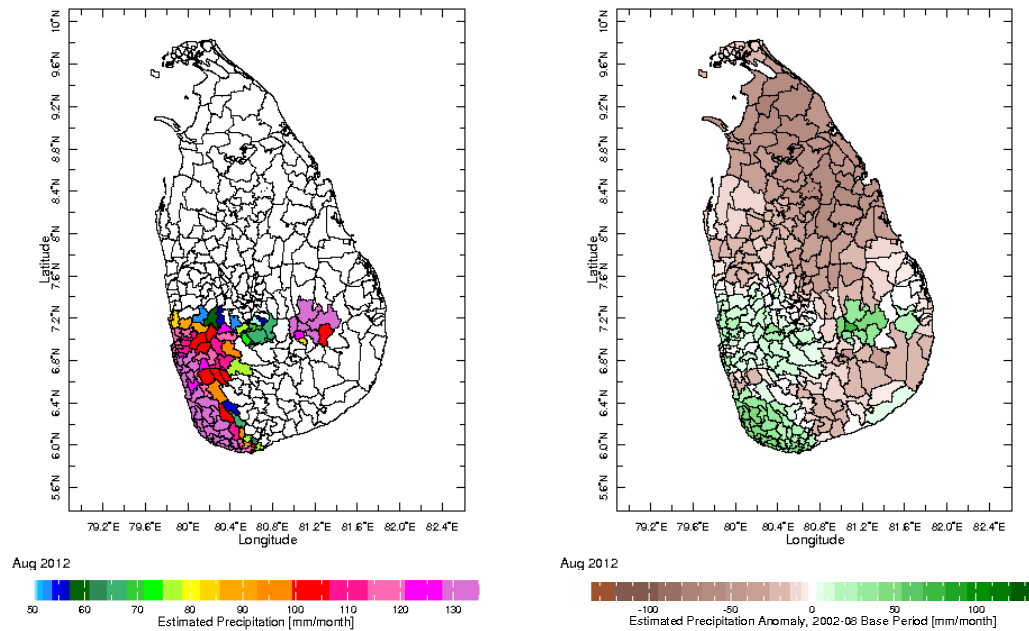 10˚N
9.6˚N
9.2˚N
8.8˚N
8.4˚N
8˚N
7.6˚N
7.2˚N
6.8˚N
6.4˚N
6.0˚N
5.6˚N
Latitude
79.2˚E 79.6˚E 80˚E 80.4˚E 80.8˚E 81.2˚E 81.6˚E 82.0˚E 82.4˚E
Longitude
Aug 2012
50 60 70 80 90 100 110 120 130
Estimated Precipitation [mm/month]
10˚N
9.6˚N
9.2˚N
8.8˚N
8.4˚N
8˚N
7.6˚N
7.2˚N
6.8˚N
6.4˚N
6.0˚N
5.6˚N
Latitude
79.2˚E 79.6˚E 80˚E 80.4˚E 80.8˚E 81.2˚E 81.6˚E 82.0˚E 82.4˚E
Longitude
Aug 2012
-100 -50 0 50 100
Estimated Precipitation Anomaly, 2002-08 Base Period [mm/month]